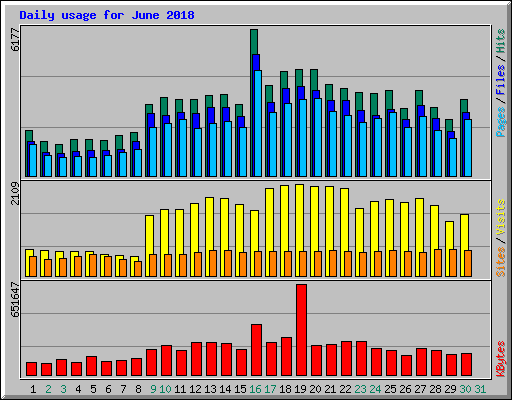 Daily usage for June 2018
6177
Pages / Files / Hits
2109
Sites / Visits
651647
KBytes
1 2 3 4 5 6 7 8 9 10 11 12 13 14 15 16 17 18 19 20 21 22 23 24 25 26 27 28 29 30 31